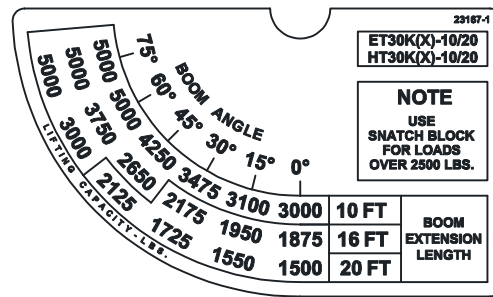 23167-1
ET30K(X)-10/20
HT30K(X)-10/20
NOTE
USE
SNATCH BLOCK
FOR LOADS
OVER 2500 LBS.
BOOM ANGLE
75° 60° 45° 30° 15° 0°
5000 5000 4250 3475 3100 3000 10 FT
5000 3750 2650 2175 1950 1875 16 FT
5000 3000 2125 1725 1550 1500 20 FT
BOOM
EXTENSION
LENGTH
LIFTING CAPACITY-LBS.